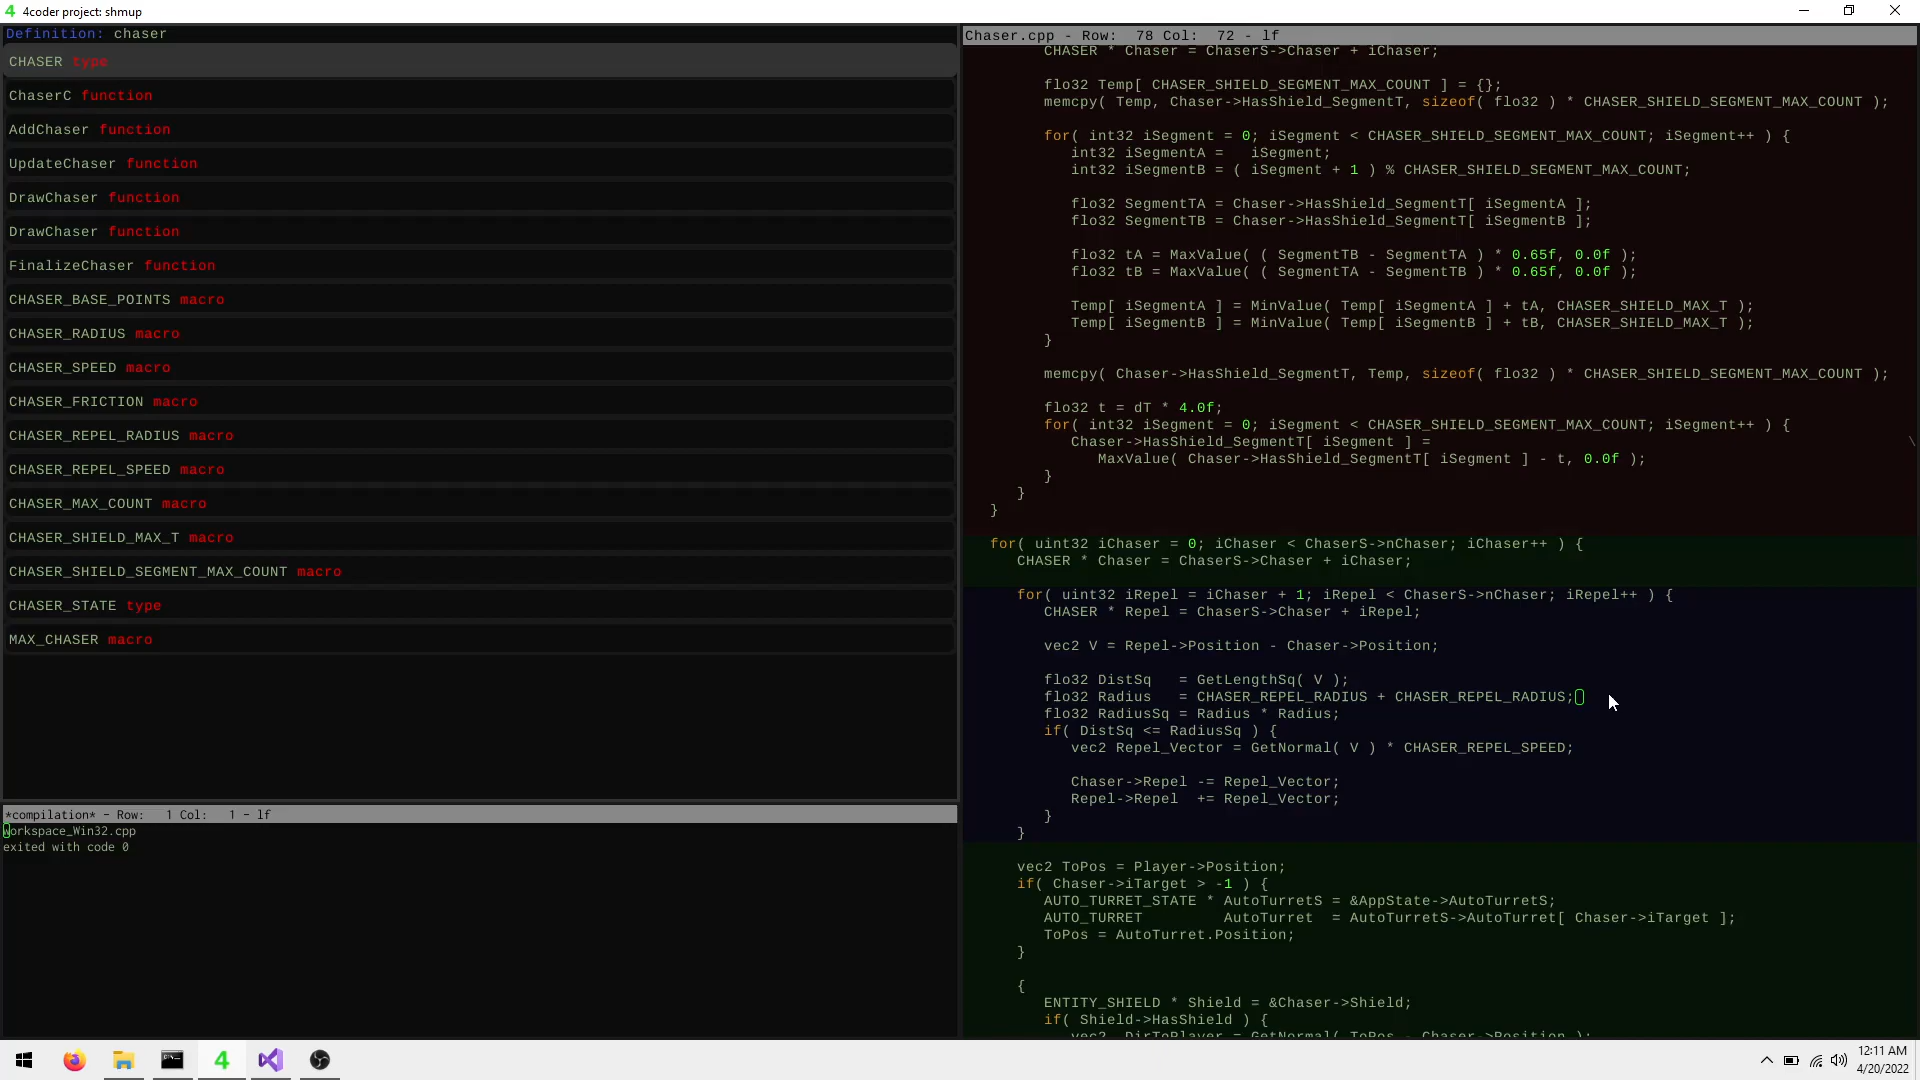 4 4coder project: shmup
Definition: chaser
CHASER type
ChaserC function
AddChaser function
UpdateChaser function
DrawChaser function
DrawChaser function
FinalizeChaser function
CHASER_BASE_POINTS macro
CHASER_RADIUS macro
CHASER_SPEED macro
CHASER_FRICTION macro
CHASER_REPEL_RADIUS macro
CHASER_REPEL_SPEED macro
CHASER_MAX_COUNT macro
CHASER_SHIELD_MAX_T macro
CHASER_SHIELD_SEGMENT_MAX_COUNT macro
CHASER_STATE type
MAX_CHASER macro
*compilation* - Row: 1 Col: 1 - lf
workspace_Win32.cpp
exited with code 0
Chaser.cpp - Row: 78 Col: 72 - lf
CHASER * Chaser = ChaserS->Chaser + iChaser;
flo32 Temp[ CHASER_SHIELD_SEGMENT_MAX_COUNT ] = {};
memcpy( Temp, Chaser->HasShield_SegmentT, sizeof( flo32 ) * CHASER_SHIELD_SEGMENT_MAX_COUNT );
for( int32 iSegment = 0; iSegment < CHASER_SHIELD_SEGMENT_MAX_COUNT; iSegment++ ) {
int32 iSegmentA =   iSegment;
int32 iSegmentB = ( iSegment + 1 ) % CHASER_SHIELD_SEGMENT_MAX_COUNT;
flo32 SegmentTA = Chaser->HasShield_SegmentT[ iSegmentA ];
flo32 SegmentTB = Chaser->HasShield_SegmentT[ iSegmentB ];
flo32 tA = MaxValue( ( SegmentTB - SegmentTA ) * 0.65f, 0.0f );
flo32 tB = MaxValue( ( SegmentTA - SegmentTB ) * 0.65f, 0.0f );
Temp[ iSegmentA ] = MinValue( Temp[ iSegmentA ] + tA, CHASER_SHIELD_MAX_T );
Temp[ iSegmentB ] = MinValue( Temp[ iSegmentB ] + tB, CHASER_SHIELD_MAX_T );
}
memcpy( Chaser->HasShield_SegmentT, Temp, sizeof( flo32 ) * CHASER_SHIELD_SEGMENT_MAX_COUNT );
flo32 t = dT * 4.0f;
for( int32 iSegment = 0; iSegment < CHASER_SHIELD_SEGMENT_MAX_COUNT; iSegment++ ) {
Chaser->HasShield_SegmentT[ iSegment ] = \
MaxValue( Chaser->HasShield_SegmentT[ iSegment ] - t, 0.0f );
}
}
}
for( uint32 iChaser = 0; iChaser < ChaserS->nChaser; iChaser++ ) {
CHASER * Chaser = ChaserS->Chaser + iChaser;
for( uint32 iRepel = iChaser + 1; iRepel < ChaserS->nChaser; iRepel++ ) {
CHASER * Repel = ChaserS->Chaser + iRepel;
vec2 V = Repel->Position - Chaser->Position;
flo32 DistSq   = GetLengthSq( V );
flo32 Radius   = CHASER_REPEL_RADIUS + CHASER_REPEL_RADIUS;
flo32 RadiusSq = Radius * Radius;
if( DistSq <= RadiusSq ) {
vec2 Repel_Vector = GetNormal( V ) * CHASER_REPEL_SPEED;
Chaser->Repel -= Repel_Vector;
Repel->Repel  += Repel_Vector;
}
}
vec2 ToPos = Player->Position;
if( Chaser->iTarget > -1 ) {
AUTO_TURRET_STATE * AutoTurretS = &AppState->AutoTurretS;
AUTO_TURRET         AutoTurret  = AutoTurretS->AutoTurret[ Chaser->iTarget ];
ToPos = AutoTurret.Position;
}
{
ENTITY_SHIELD * Shield = &Chaser->Shield;
if( Shield->HasShield ) {
vec2  DirToPlayer = GetNormal( ToPos - Chaser->Position );
4
12:11 AM
4/20/2022